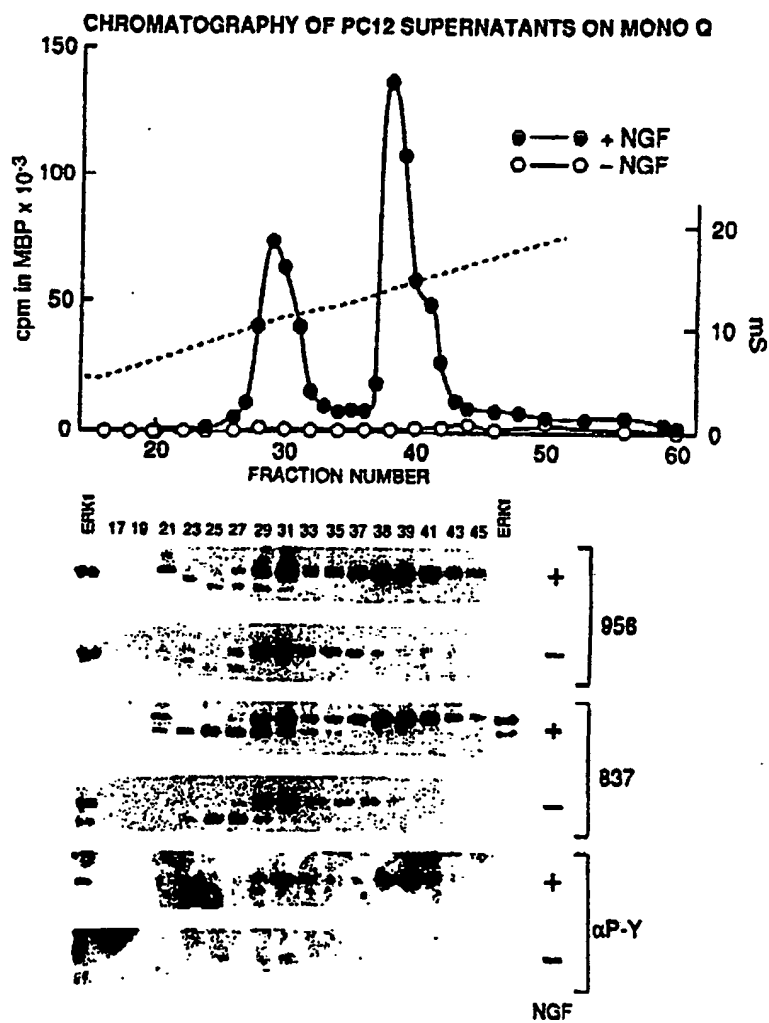 CHROMATOGRAPHY OF PC12 SUPERNATANTS ON MONO Q
150
100
50
0
cpm in MBP x 10-3
+ NGF
- NGF
20
10
0
mS
20 30 40 50 60
FRACTION NUMBER
ERK1 17 19 21 23 25 27 29 31 33 35 37 38 39 41 43 45 ERK1
+
956
-
+
837
-
+
αP-Y
-
NGF